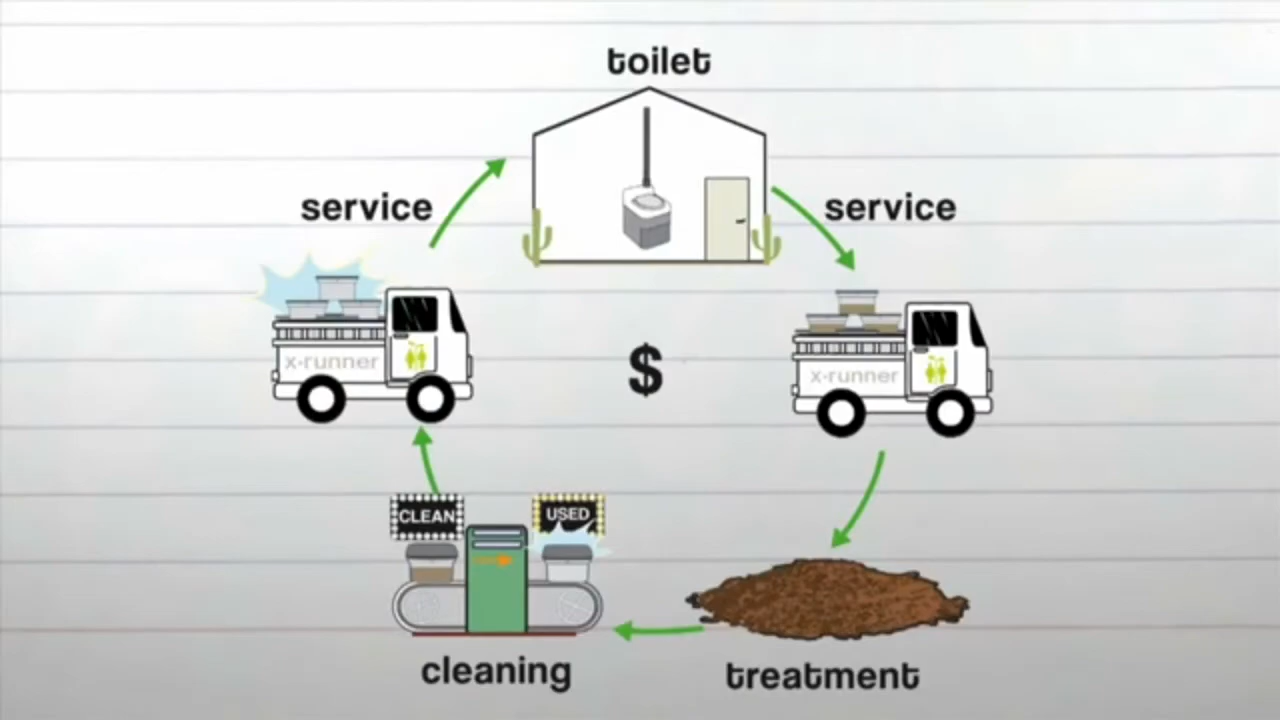 toilet
service
service
x-runner
$
x-runner
CLEAN
USED
cleaning
treatment